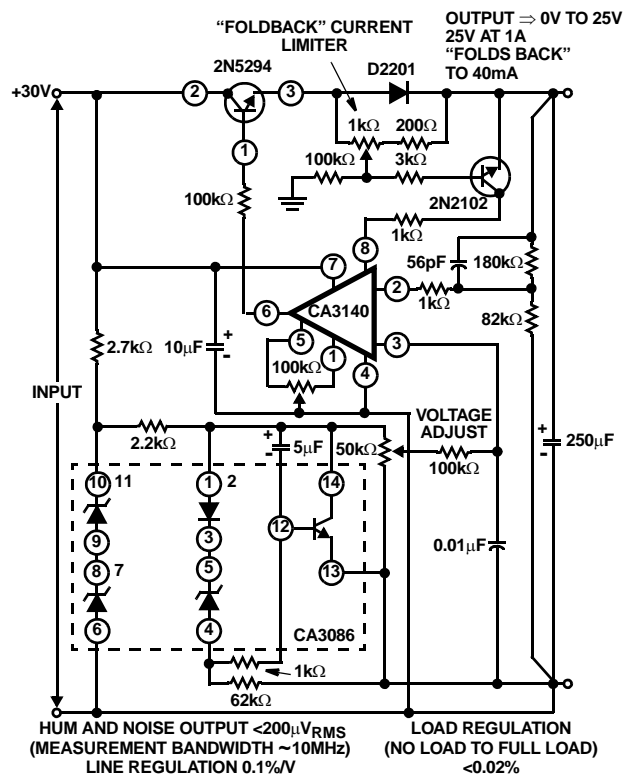 OUTPUT ⇒ 0V TO 25V
25V AT 1A
“FOLDS BACK”
TO 40mA
“FOLDBACK” CURRENT
LIMITER
2N5294
D2201
+30V
2
3
1kΩ
200Ω
1
100kΩ
3kΩ
100kΩ
2N2102
8
1kΩ
7
56pF
180kΩ
6
CA3140
2
1kΩ
5
82kΩ
2.7kΩ
10µF
+
-
1
3
100kΩ
4
INPUT
VOLTAGE
ADJUST
2.2kΩ
+
-
5µF
50kΩ
100kΩ
+
-
250µF
10
11
1
2
14
9
3
12
0.01µF
8
7
5
13
6
4
CA3086
1kΩ
62kΩ
HUM AND NOISE OUTPUT <200µVRMS
(MEASUREMENT BANDWIDTH ~10MHz)
LINE REGULATION 0.1%/V
LOAD REGULATION
(NO LOAD TO FULL LOAD)
<0.02%